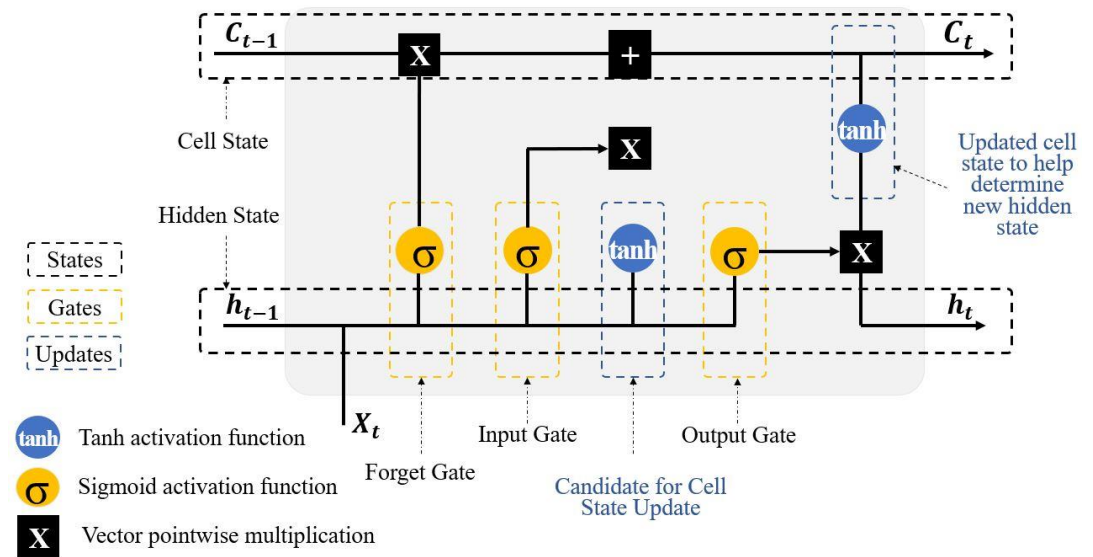 C_{t-1}
C_t
X
+
tanh
Cell State
X
Updated cell
state to help
determine
new hidden
state
Hidden State
σ
σ
tanh
σ
X
States
h_{t-1}
h_t
Gates
Updates
X_t
tanh
Tanh activation function
Input Gate
Output Gate
Forget Gate
σ
Sigmoid activation function
Candidate for Cell
State Update
X
Vector pointwise multiplication